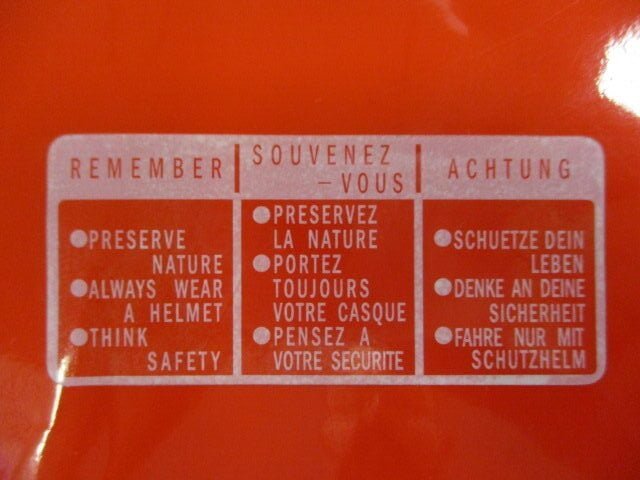 REMEMBER
●PRESERVE
NATURE
●ALWAYS WEAR
A HELMET
●THINK
SAFETY
SOUVENEZ
–VOUS
●PRESERVEZ
LA NATURE
●PORTEZ
TOUJOURS
VOTRE CASQUE
●PENSEZ A
VOTRE SECURITE
ACHTUNG
●SCHUETZE DEIN
LEBEN
●DENKE AN DEINE
SICHERHEIT
●FAHRE NUR MIT
SCHUTZHELM